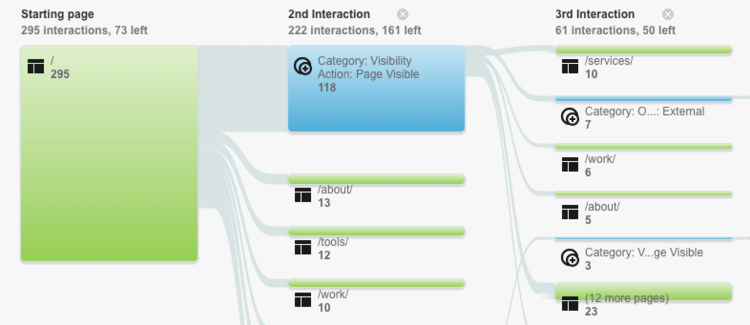 Starting page
295 interactions, 73 left
/
295
2nd Interaction
222 interactions, 161 left
Category: Visibility
Action: Page Visible
118
/about/
13
/tools/
12
/work/
10
3rd Interaction
61 interactions, 50 left
/services/
10
Category: O...: External
7
/work/
6
/about/
5
Category: V...ge Visible
3
(12 more pages)
23